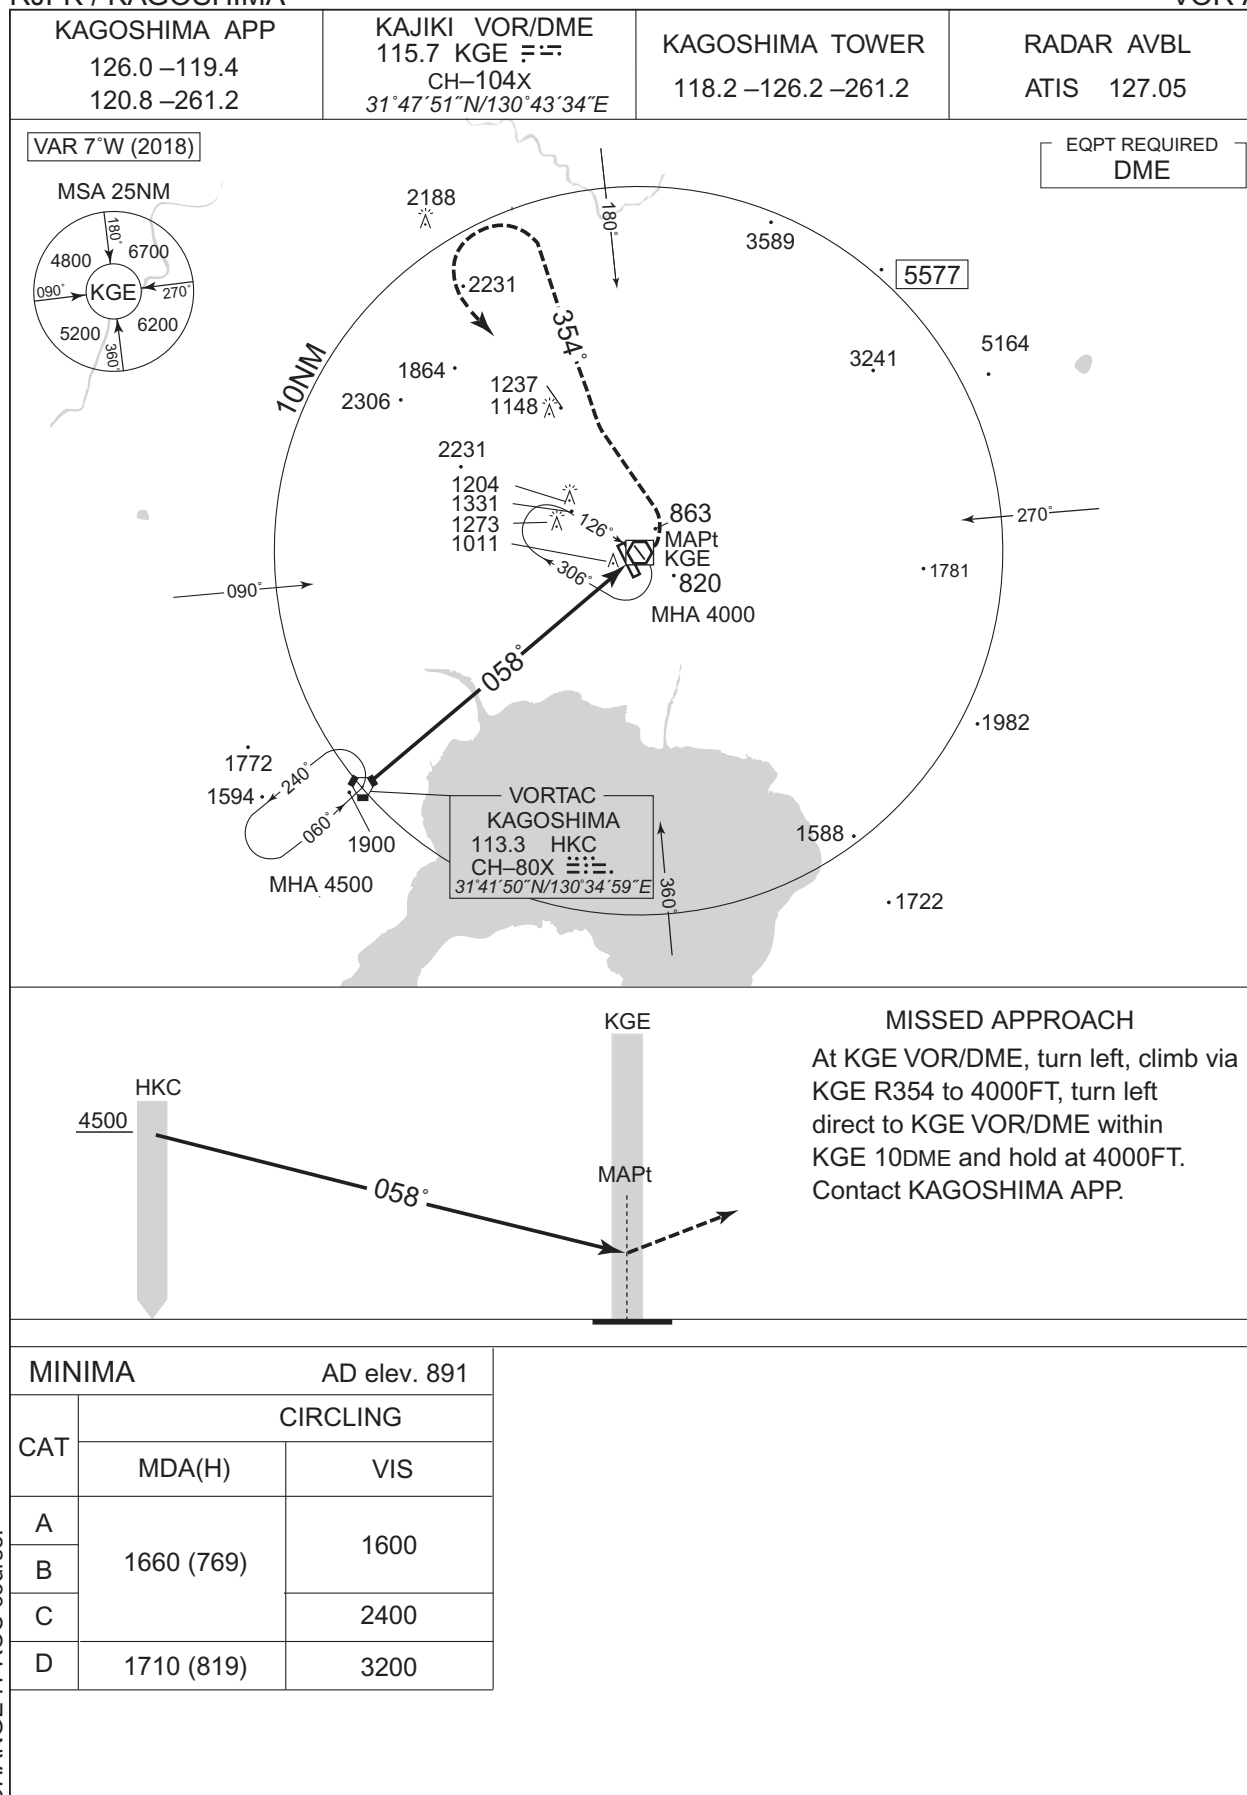 KAGOSHIMA APP
126.0 –119.4
120.8 –261.2
KAJIKI VOR/DME
115.7 KGE
CH–104X
31°47´51˝N/130°43´34˝E
KAGOSHIMA TOWER
118.2 –126.2 –261.2
RADAR AVBL
ATIS 127.05
VAR 7°W (2018)
EQPT REQUIRED
DME
MSA 25NM
180°
4800
6700
090°
KGE
270°
5200
6200
360°
2188
180°
3589
5577
2231
354°
10NM
3241
5164
1864
2306
1237
1148
2231
1204
1331
1273
1011
126°
306°
863
MAPt
KGE
820
MHA 4000
270°
1781
090°
058°
1982
1772
1594
240°
060°
1900
MHA 4500
VORTAC
KAGOSHIMA
113.3 HKC
CH–80X
31°41´50˝N/130°34´59˝E
360°
1588
1722
KGE
HKC
4500
058°
MAPt
MISSED APPROACH
At KGE VOR/DME, turn left, climb via
KGE R354 to 4000FT, turn left
direct to KGE VOR/DME within
KGE 10DME and hold at 4000FT.
Contact KAGOSHIMA APP.
MINIMA AD elev. 891
CAT
CIRCLING
MDA(H) VIS
A
B
C
D
1660 (769)
1600
2400
1710 (819)
3200